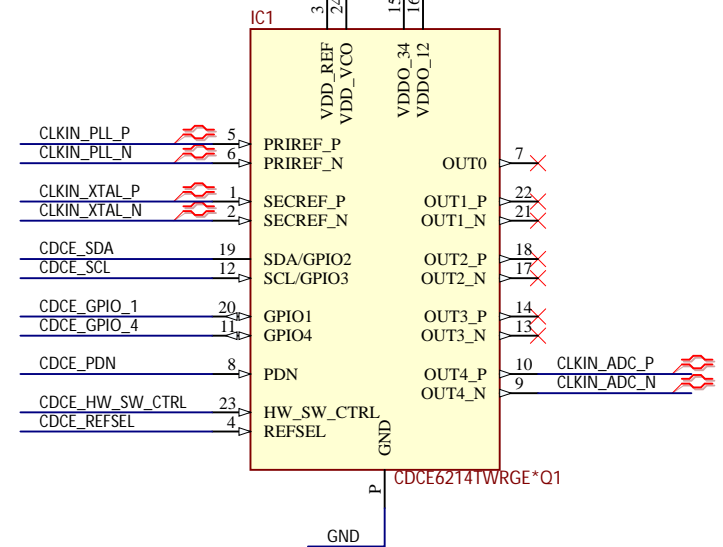 IC1
3
24
15
16
VDD_REF
VDD_VCO
VDDO_34
VDDO_12
CLKIN_PLL_P 5 PRIREF_P
CLKIN_PLL_N 6 PRIREF_N
OUT0 7
CLKIN_XTAL_P 1 SECREF_P
OUT1_P 22
CLKIN_XTAL_N 2 SECREF_N
OUT1_N 21
CDCE_SDA 19 SDA/GPIO2
OUT2_P 18
CDCE_SCL 12 SCL/GPIO3
OUT2_N 17
CDCE_GPIO_1 20 GPIO1
OUT3_P 14
CDCE_GPIO_4 11 GPIO4
OUT3_N 13
CDCE_PDN 8 PDN
OUT4_P 10 CLKIN_ADC_P
OUT4_N 9 CLKIN_ADC_N
CDCE_HW_SW_CTRL 23 HW_SW_CTRL
CDCE_REFSEL 4 REFSEL
GND
CDCE6214TWRGE*Q1
P
GND